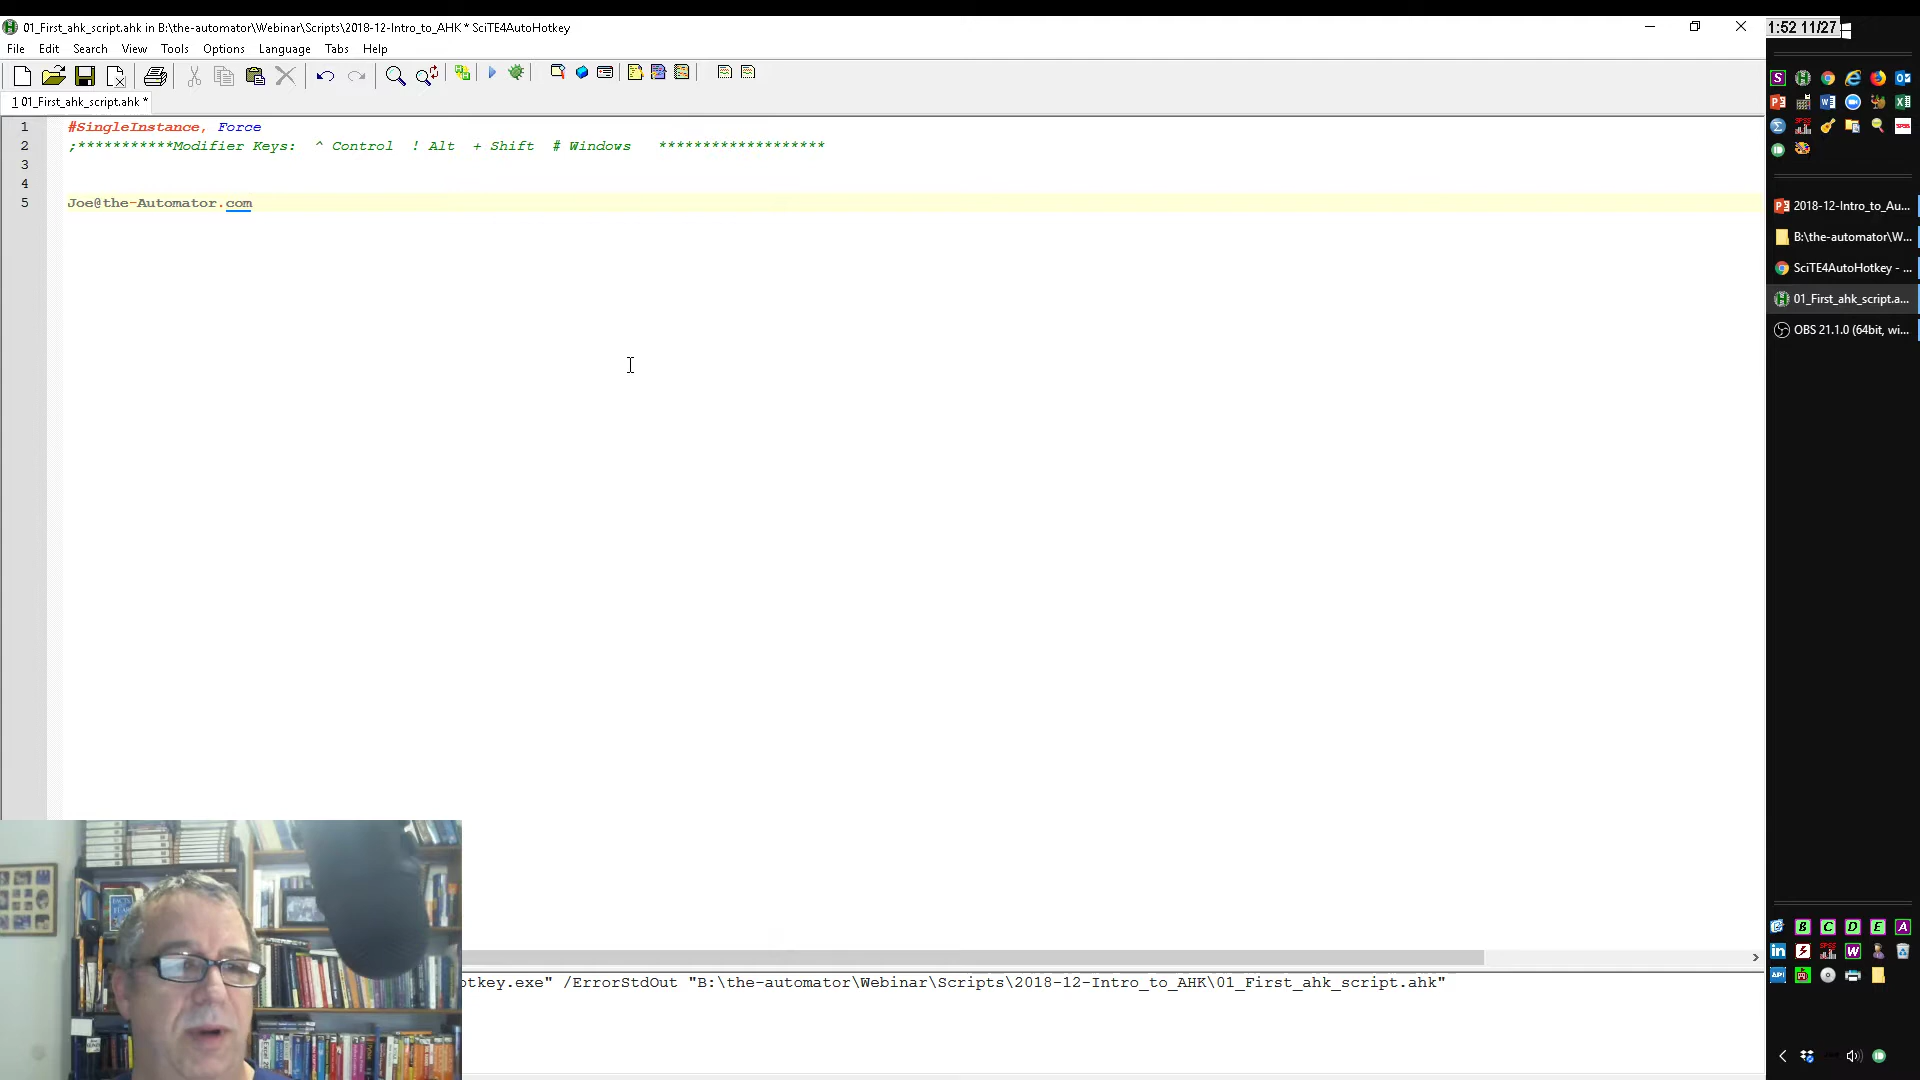 01_First_ahk_script.ahk in B:\the-automator\Webinar\Scripts\2018-12-Intro_to_AHK * SciTE4AutoHotkey
1:52 11/27
File Edit Search View Tools Options Language Tabs Help
1 01_First_ahk_script.ahk *
1 #SingleInstance, Force
2 ;***********Modifier Keys: ^ Control ! Alt + Shift # Windows *******************
3
4
5 Joe@the-Automator.com
2018-12-Intro_to_Au...
B:\the-automator\W...
SciTE4AutoHotkey - ...
01_First_ahk_script.a...
OBS 21.1.0 (64bit, wi...
otkey.exe" /ErrorStdOut "B:\the-automator\Webinar\Scripts\2018-12-Intro_to_AHK\01_First_ahk_script.ahk"